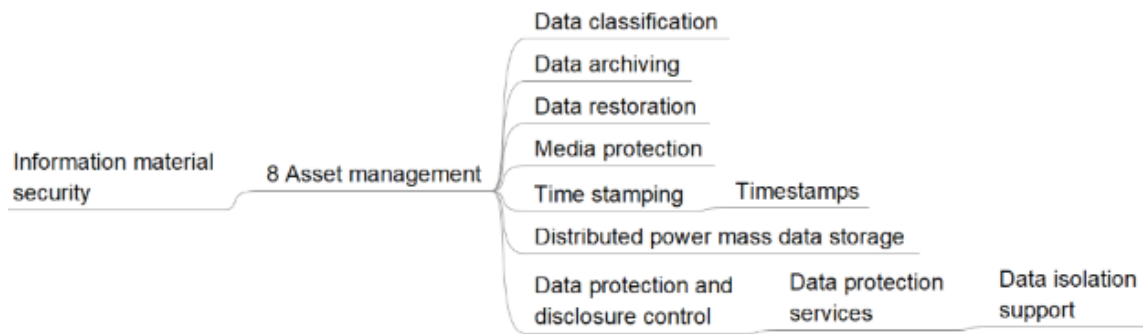 Data classification
Data archiving
Data restoration
Media protection
Information material
security
8 Asset management
Time stamping
Timestamps
Distributed power mass data storage
Data protection and
disclosure control
Data protection
services
Data isolation
support